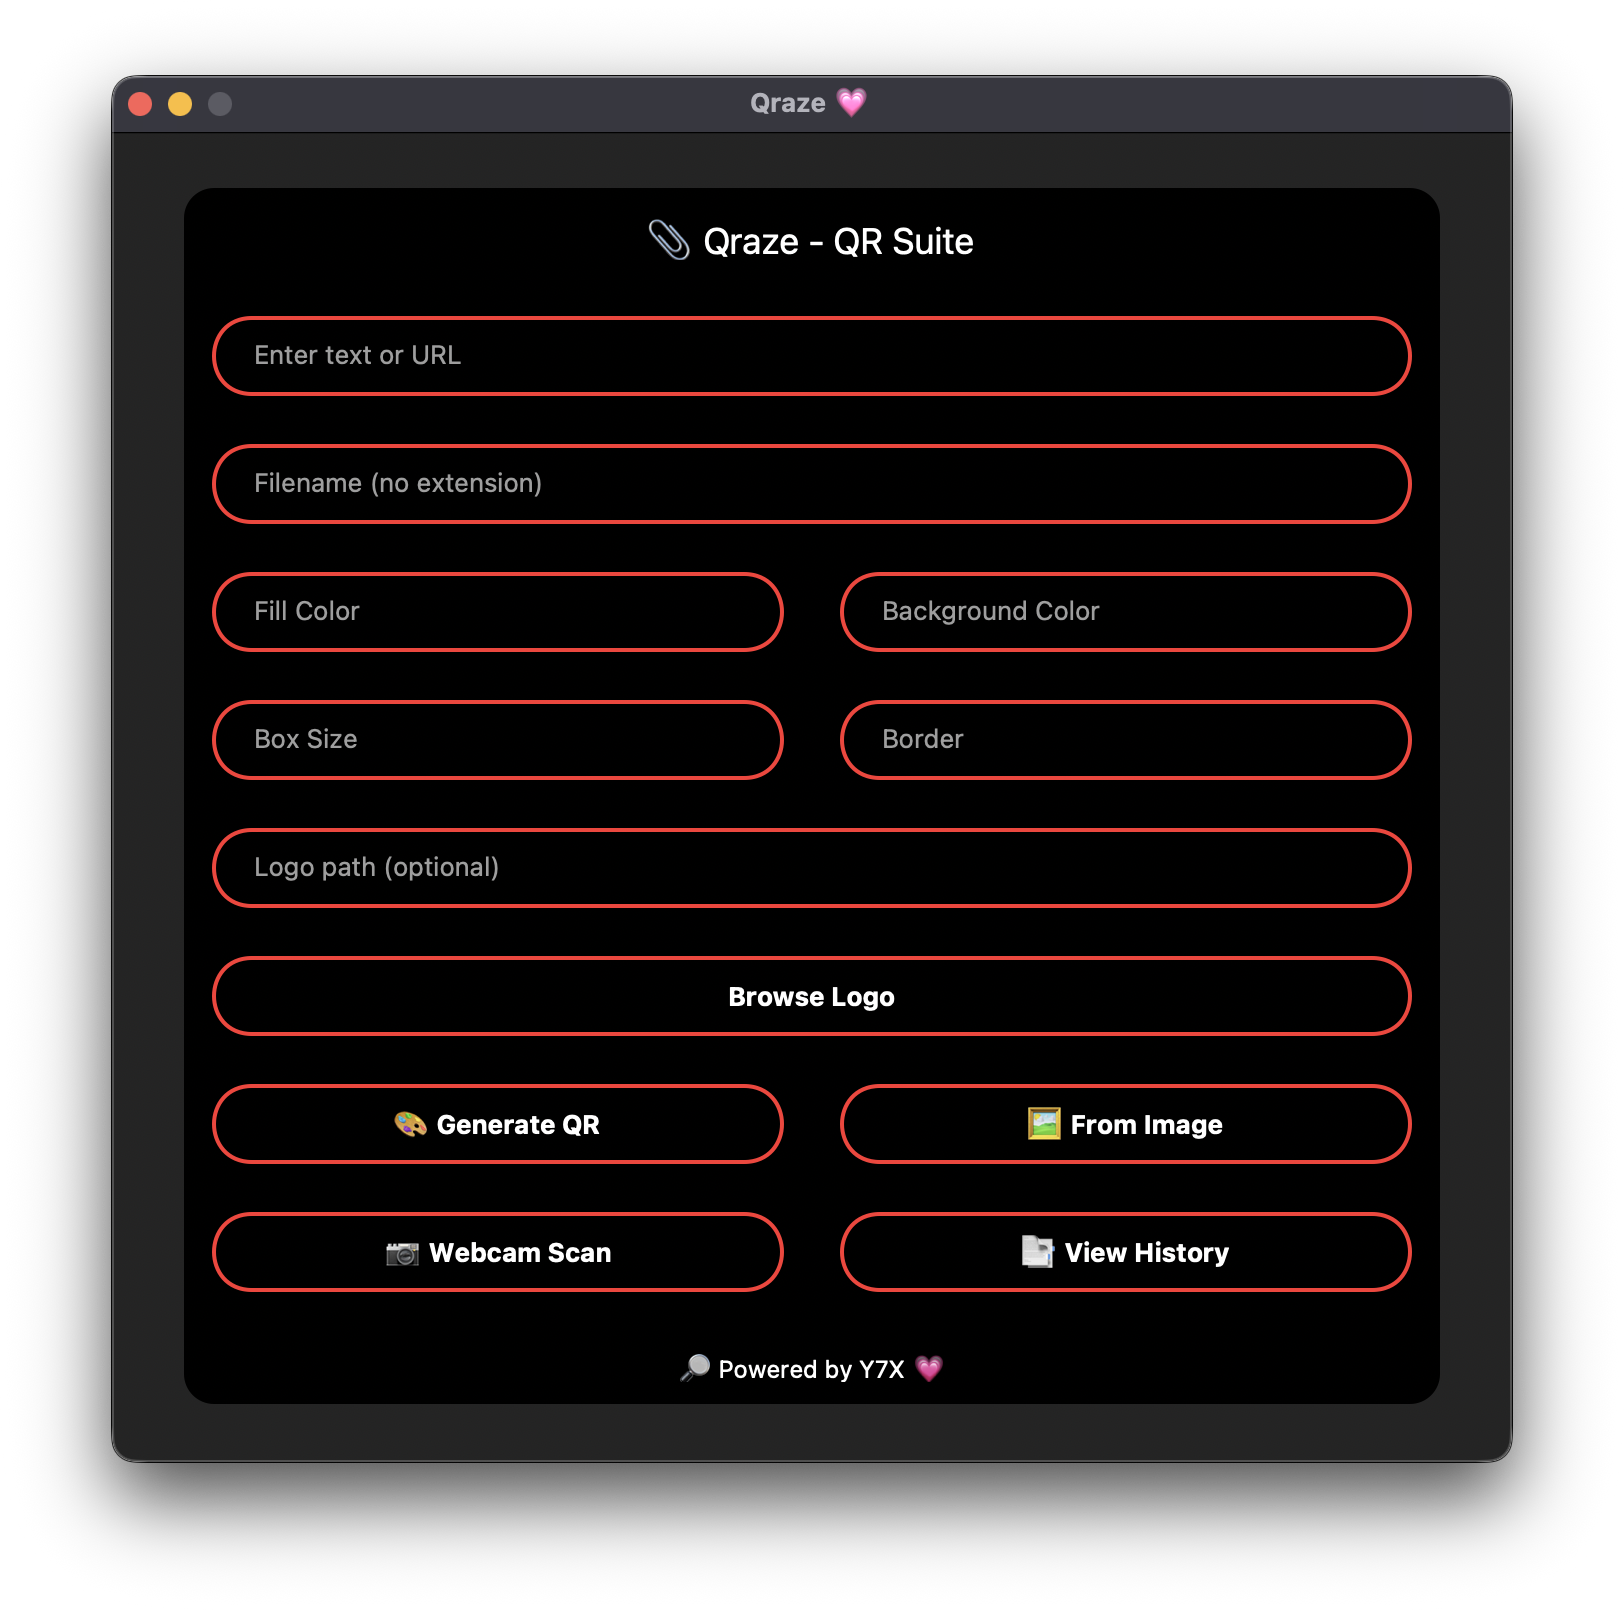 Qraze 💗
📎 Qraze - QR Suite
Enter text or URL
Filename (no extension)
Fill Color
Background Color
Box Size
Border
Logo path (optional)
Browse Logo
🎨 Generate QR
🖼️ From Image
📷 Webcam Scan
📑 View History
🔎 Powered by Y7X 💗